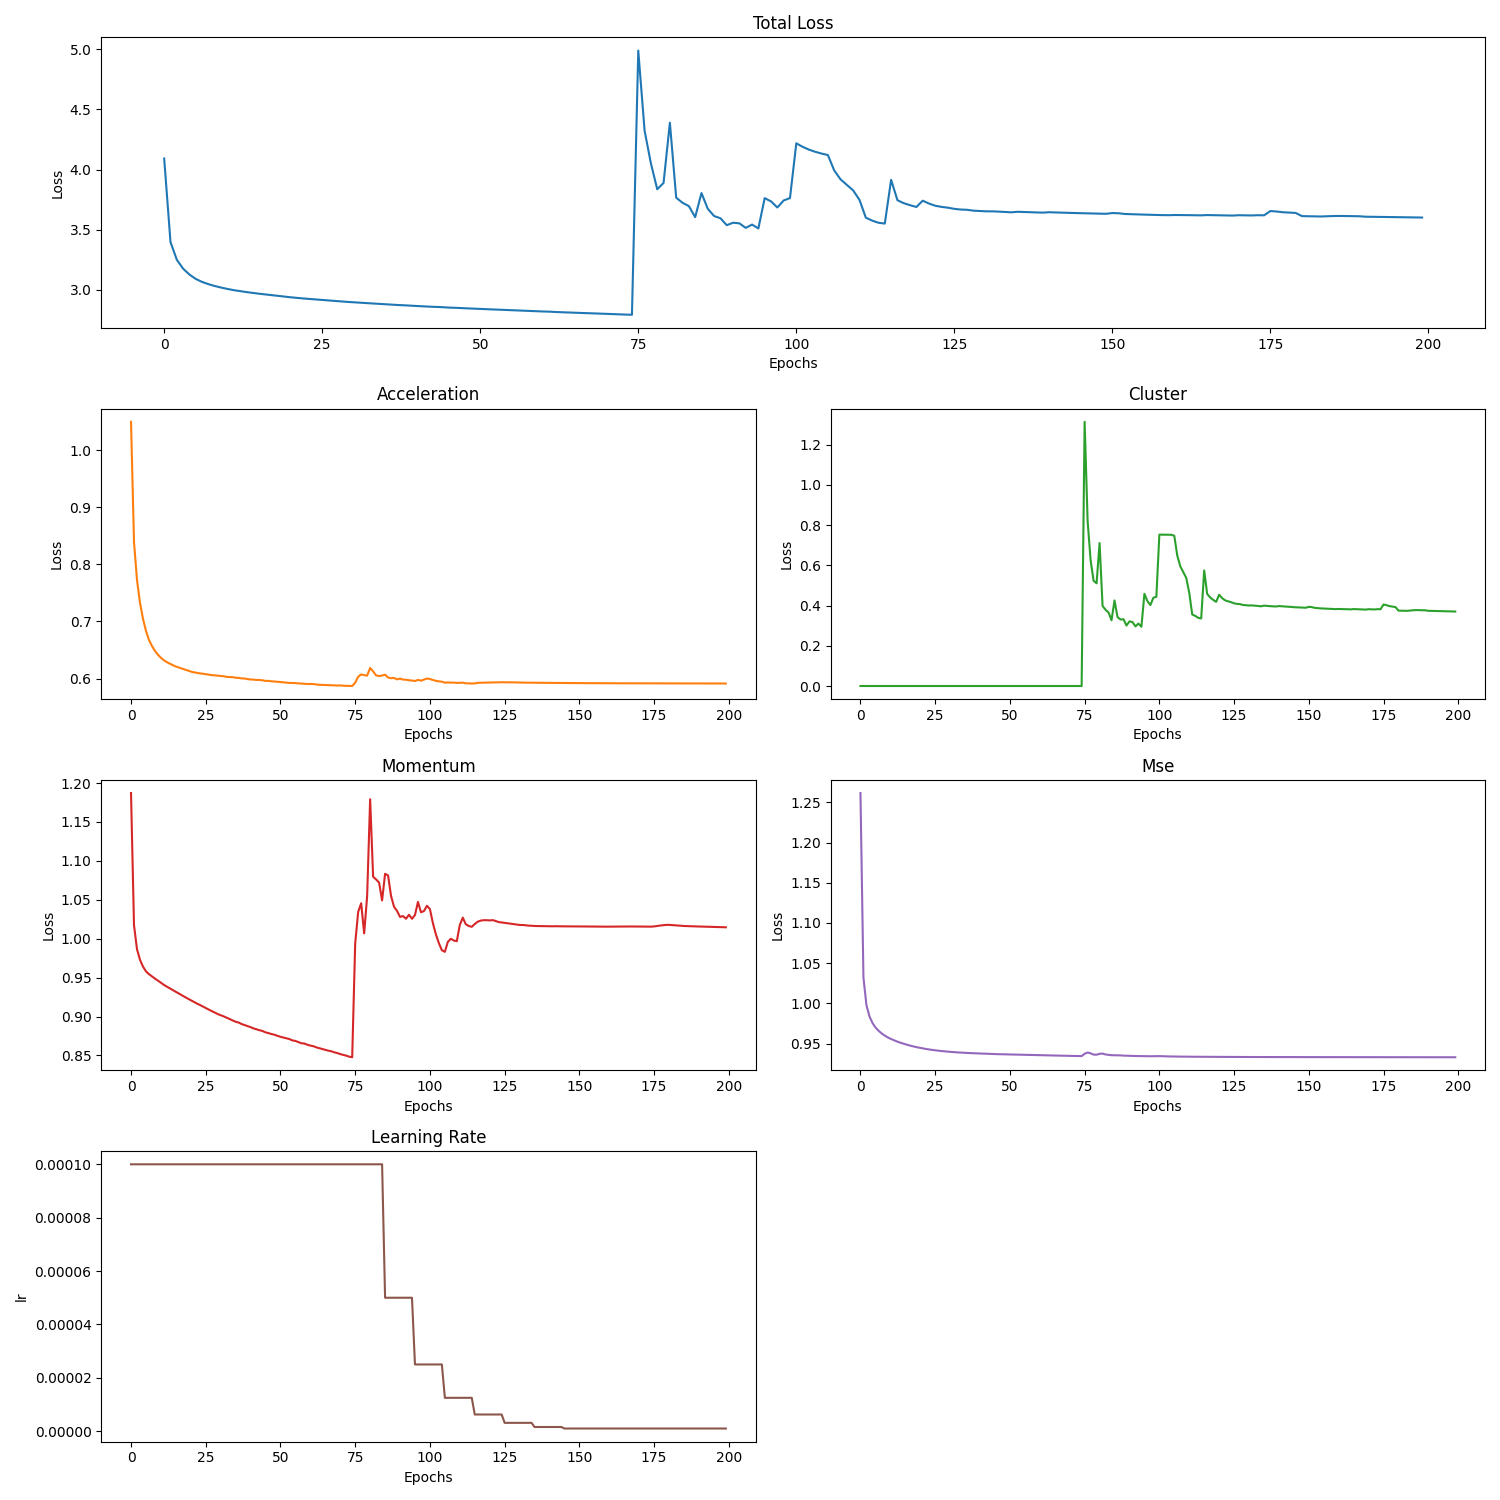 Total Loss
5.0
4.5
4.0
3.5
3.0
Loss
0 25 50 75 100 125 150 175 200
Epochs
Acceleration
1.0
0.9
0.8
0.7
0.6
Loss
0 25 50 75 100 125 150 175 200
Epochs
Cluster
1.2
1.0
0.8
0.6
0.4
0.2
0.0
Loss
0 25 50 75 100 125 150 175 200
Epochs
Momentum
1.20
1.15
1.10
1.05
1.00
0.95
0.90
0.85
Loss
0 25 50 75 100 125 150 175 200
Epochs
Mse
1.25
1.20
1.15
1.10
1.05
1.00
0.95
Loss
0 25 50 75 100 125 150 175 200
Epochs
Learning Rate
0.00010
0.00008
0.00006
0.00004
0.00002
0.00000
lr
0 25 50 75 100 125 150 175 200
Epochs